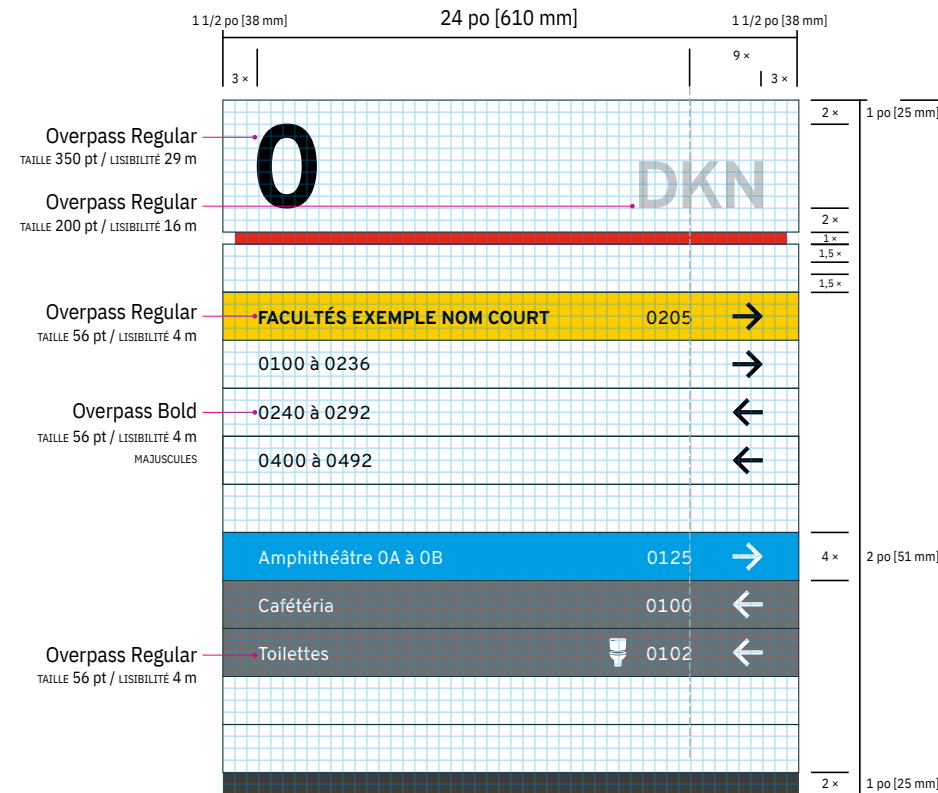 1 1/2 po [38 mm] 24 po [610 mm] 1 1/2 po [38 mm]
9 ×
3 × 3 ×
2 × 1 po [25 mm]
Overpass Regular
TAILLE 350 pt / LISIBILITÉ 29 m
0
DKN
Overpass Regular
TAILLE 200 pt / LISIBILITÉ 16 m
2 ×
1 ×
1,5 ×
1,5 ×
Overpass Regular
TAILLE 56 pt / LISIBILITÉ 4 m
FACULTÉS EXEMPLE NOM COURT 0205 →
0100 à 0236 →
Overpass Bold
TAILLE 56 pt / LISIBILITÉ 4 m
MAJUSCULES
0240 à 0292 ←
0400 à 0492 ←
Amphithéâtre 0A à 0B 0125 →
4 × 2 po [51 mm]
Cafétéria 0100 ←
Overpass Regular
TAILLE 56 pt / LISIBILITÉ 4 m
Toilettes 0102 ←
2 × 1 po [25 mm]